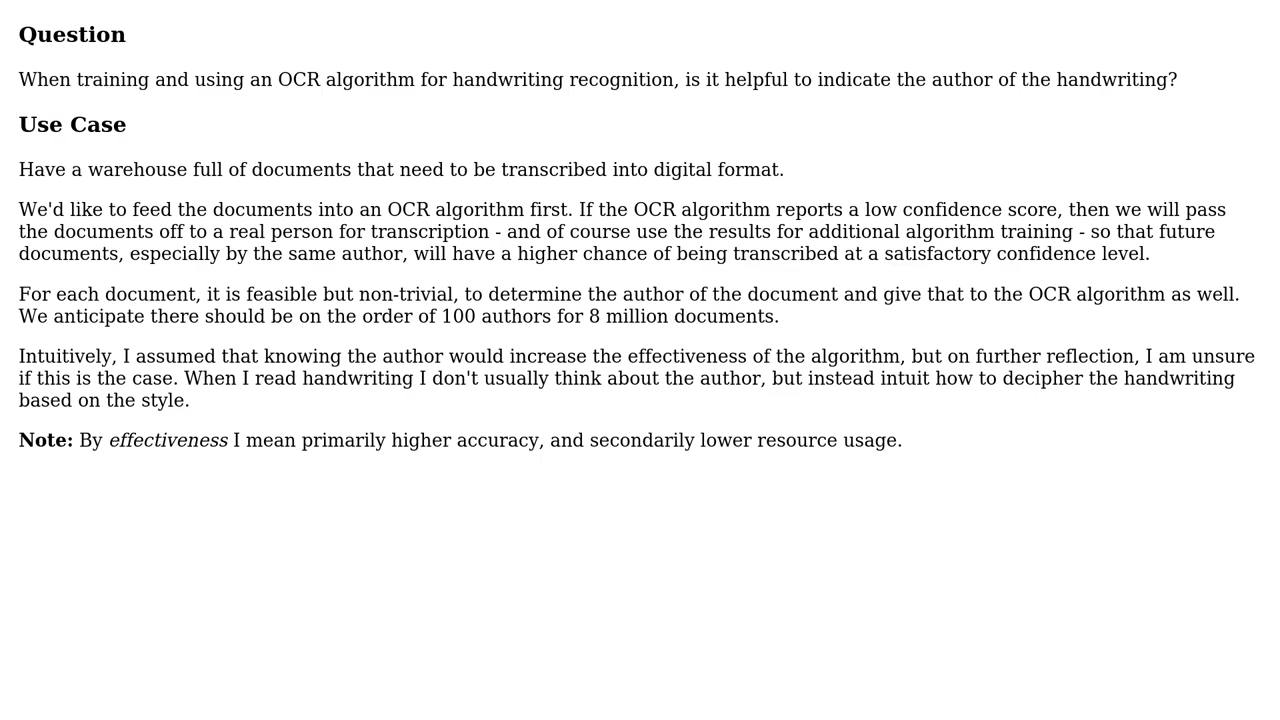 Question
When training and using an OCR algorithm for handwriting recognition, is it helpful to indicate the author of the handwriting?
Use Case
Have a warehouse full of documents that need to be transcribed into digital format.
We'd like to feed the documents into an OCR algorithm first. If the OCR algorithm reports a low confidence score, then we will pass
the documents off to a real person for transcription - and of course use the results for additional algorithm training - so that future
documents, especially by the same author, will have a higher chance of being transcribed at a satisfactory confidence level.
For each document, it is feasible but non-trivial, to determine the author of the document and give that to the OCR algorithm as well.
We anticipate there should be on the order of 100 authors for 8 million documents.
Intuitively, I assumed that knowing the author would increase the effectiveness of the algorithm, but on further reflection, I am unsure
if this is the case. When I read handwriting I don't usually think about the author, but instead intuit how to decipher the handwriting
based on the style.
Note: By effectiveness I mean primarily higher accuracy, and secondarily lower resource usage.